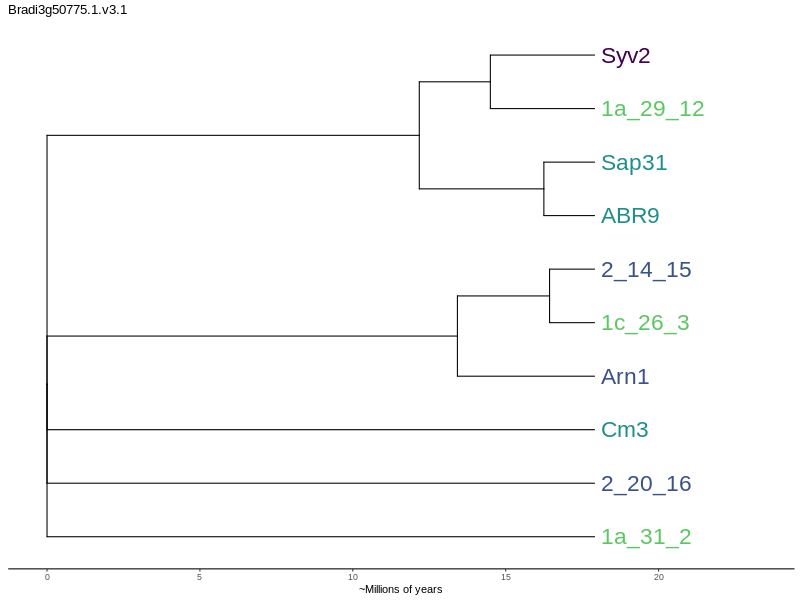 Bradi3g50775.1.v3.1
Syv2
1a_29_12
Sap31
ABR9
2_14_15
1c_26_3
Arn1
Cm3
2_20_16
1a_31_2
0 5 10 15 20
~Millions of years